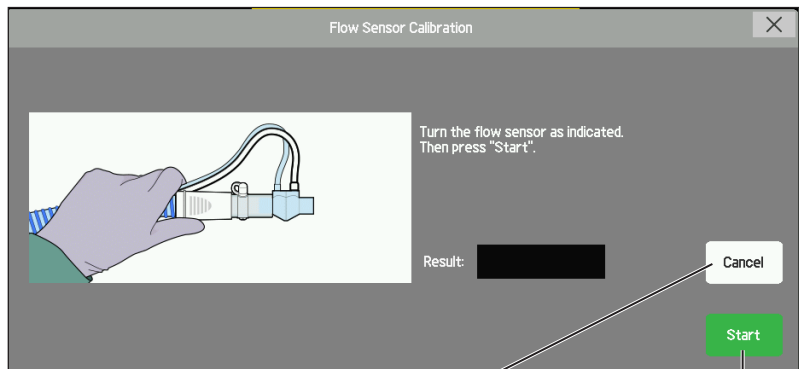 Flow Sensor Calibration
Turn the flow sensor as indicated.
Then press "Start".
Result:
Cancel
Start